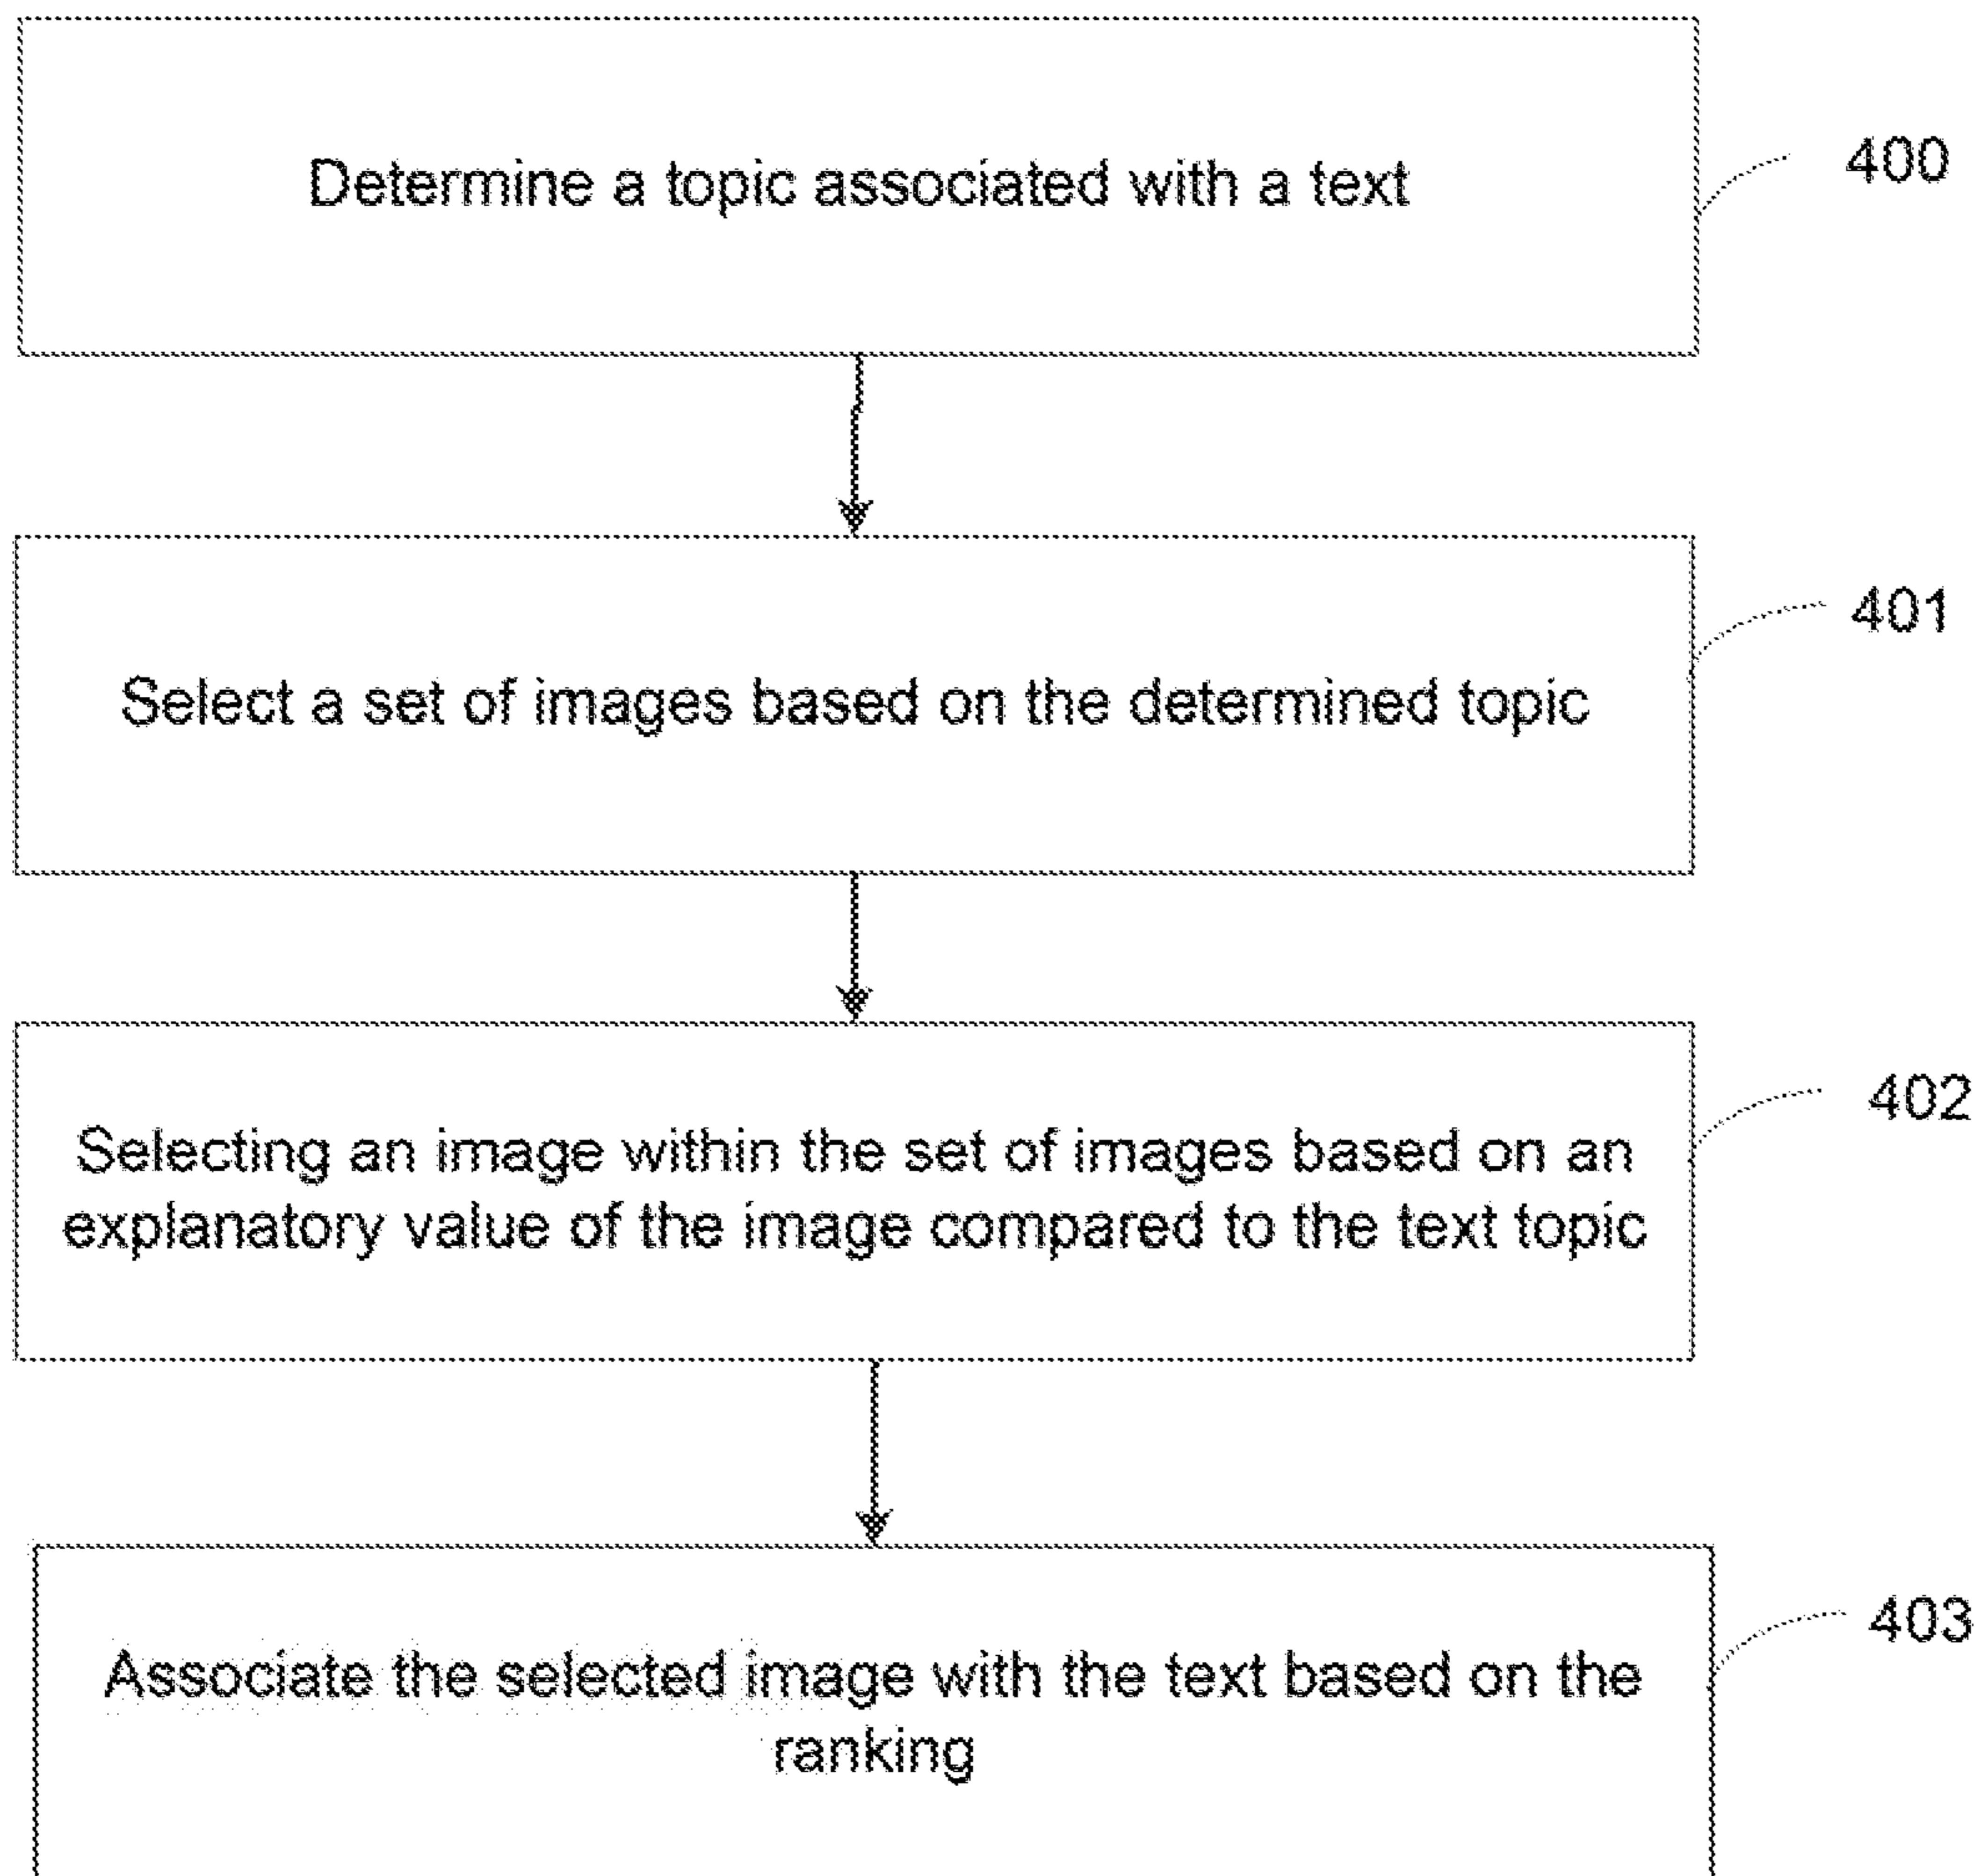 Determine a topic associated with a text
400
Select a set of images based on the determined topic
401
Selecting an image within the set of images based on an
explanatory value of the image compared to the text topic
402
Associate the selected image with the text based on the
ranking
403